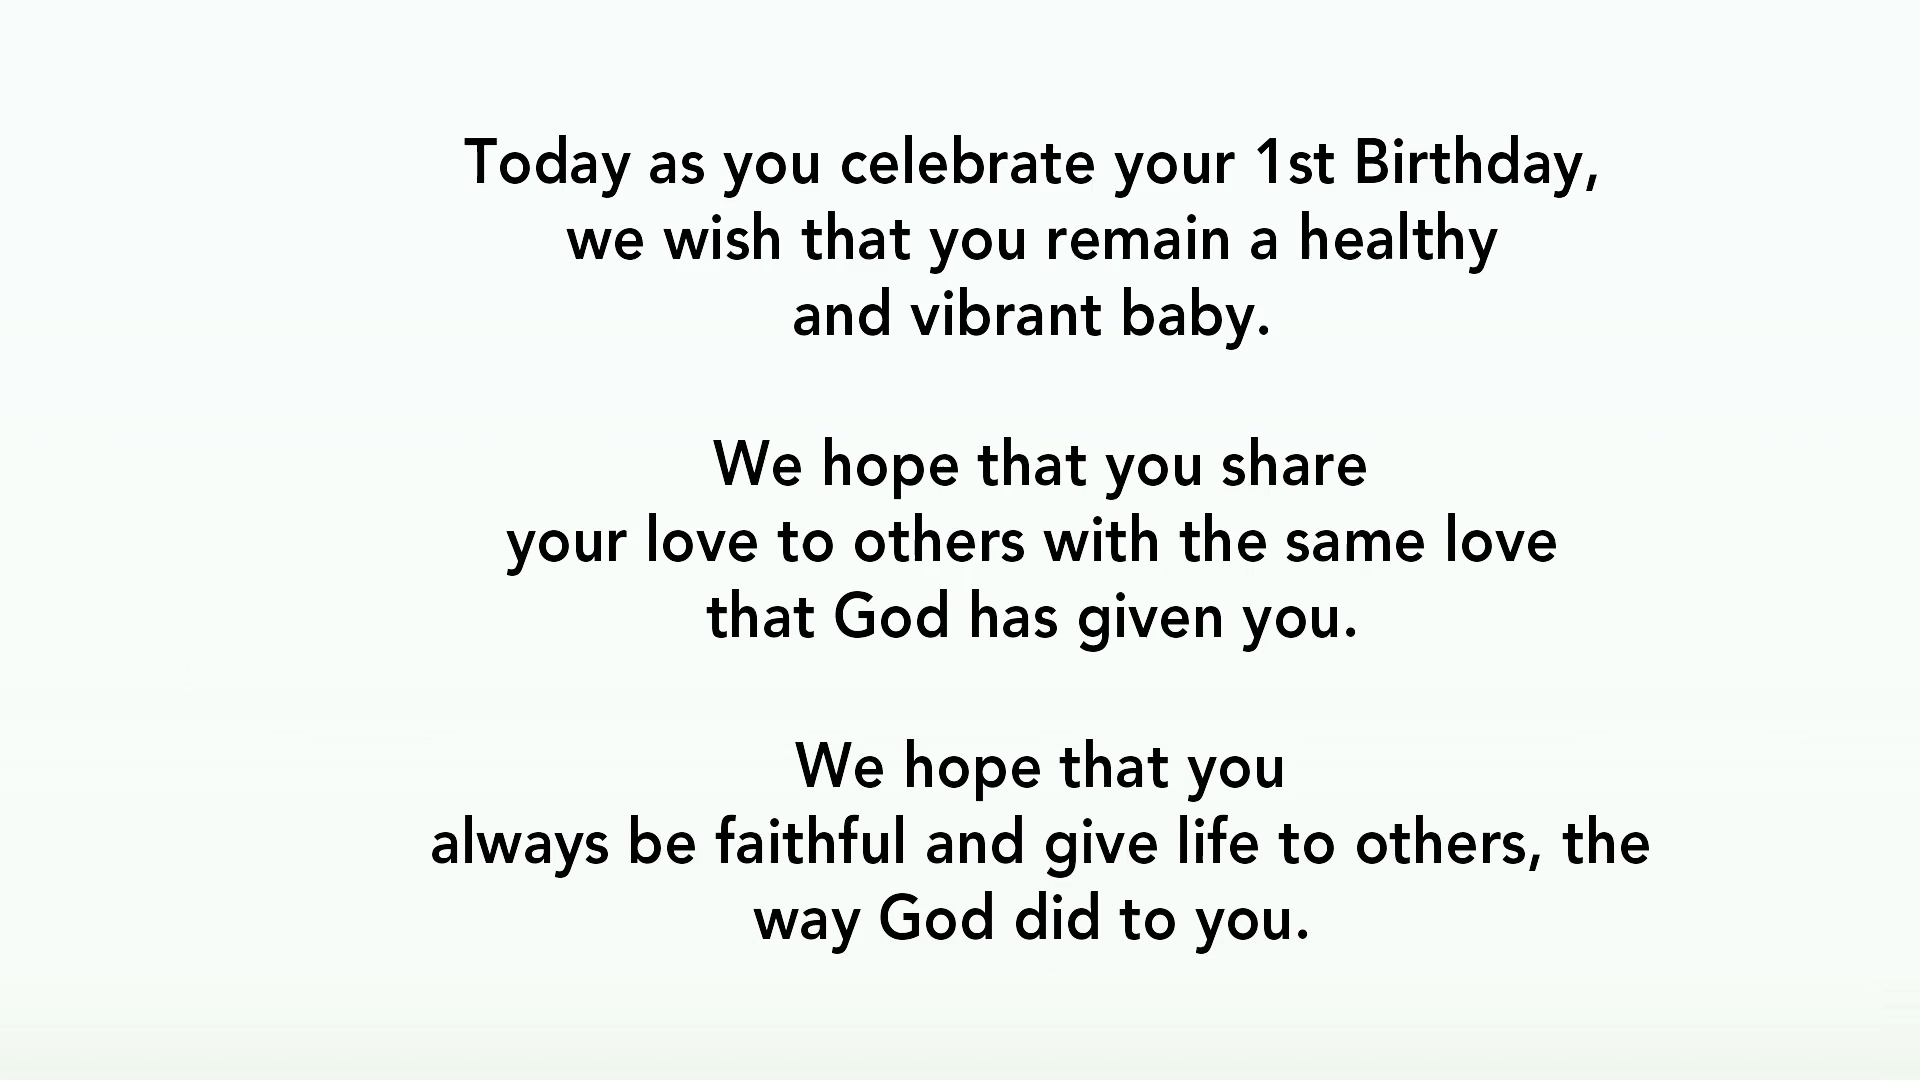 Today as you celebrate your 1st Birthday,
we wish that you remain a healthy
and vibrant baby.
We hope that you share
your love to others with the same love
that God has given you.
We hope that you
always be faithful and give life to others, the
way God did to you.